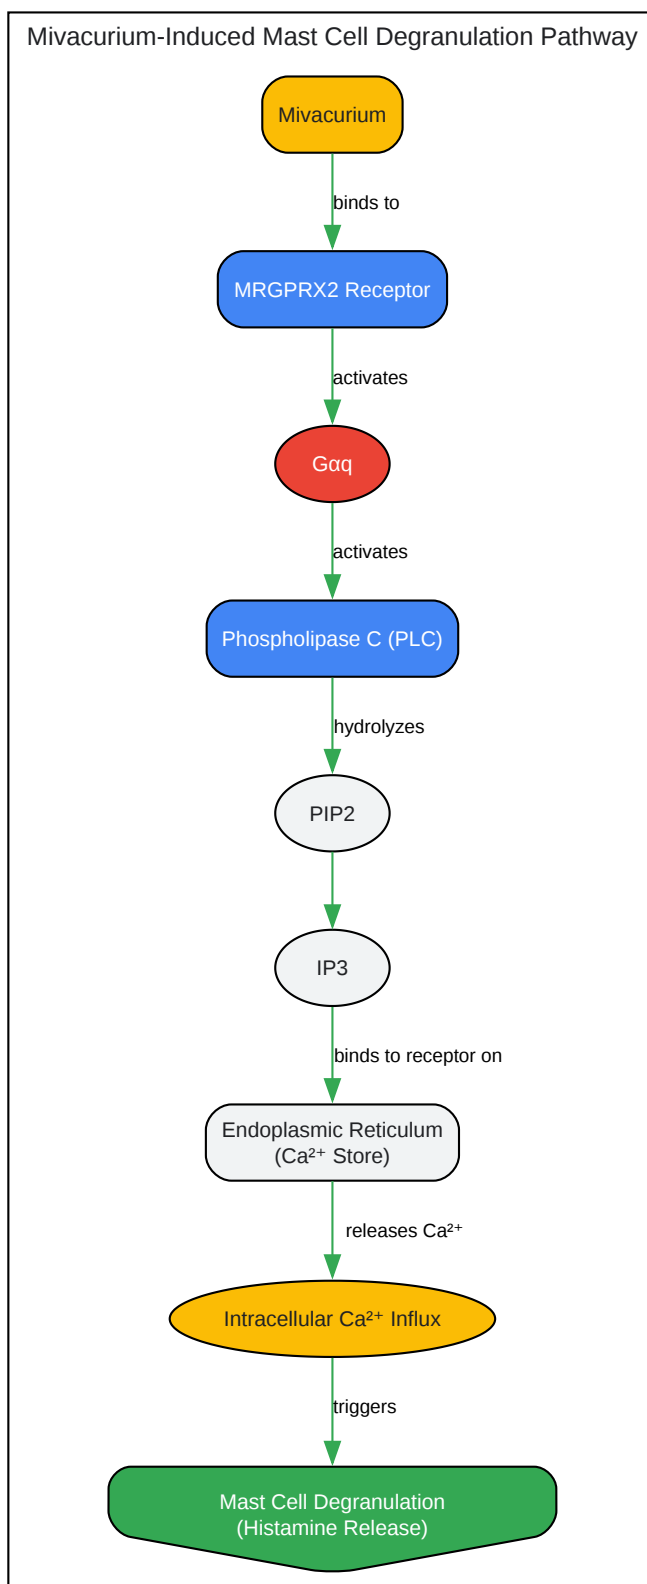 Mivacurium-Induced Mast Cell Degranulation Pathway
Mivacurium
binds to
MRGPRX2 Receptor
activates
Gαq
activates
Phospholipase C (PLC)
hydrolyzes
PIP2
IP3
binds to receptor on
Endoplasmic Reticulum
(Ca²⁺ Store)
releases Ca²⁺
Intracellular Ca²⁺ Influx
triggers
Mast Cell Degranulation
(Histamine Release)